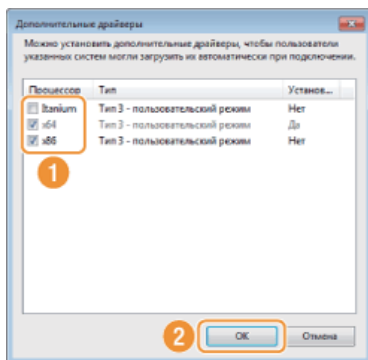 Дополнительные драйверы
Можно установить дополнительные драйверы, чтобы пользователи
указанных систем могли загрузить их автоматически при подключении.
Процессор Тип Установ...
Itanium Тип 3 - пользовательский режим Нет
x64 Тип 3 - пользовательский режим Да
x86 Тип 3 - пользовательский режим Нет
1
2 OK Отмена